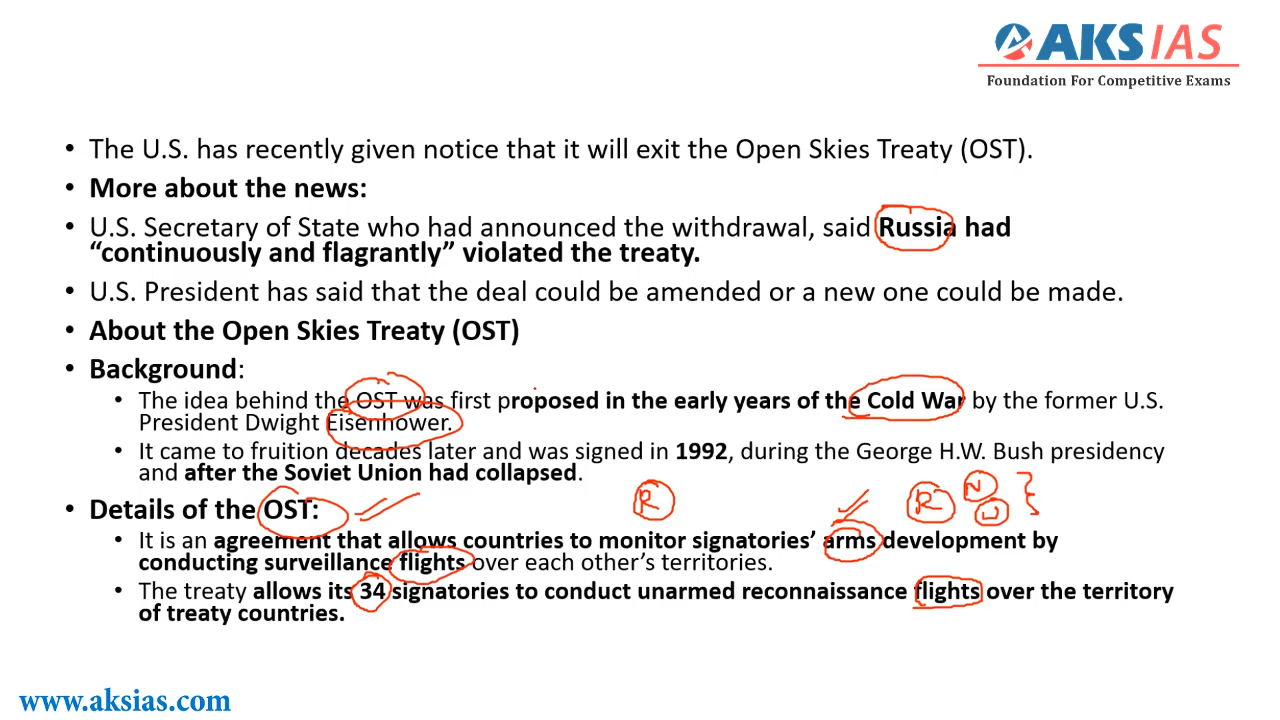 AKS IAS
Foundation For Competitive Exams
• The U.S. has recently given notice that it will exit the Open Skies Treaty (OST).
• More about the news:
• U.S. Secretary of State who had announced the withdrawal, said Russia had
“continuously and flagrantly” violated the treaty.
• U.S. President has said that the deal could be amended or a new one could be made.
• About the Open Skies Treaty (OST)
• Background:
• The idea behind the OST was first proposed in the early years of the Cold War by the former U.S.
President Dwight Eisenhower.
• It came to fruition decades later and was signed in 1992, during the George H.W. Bush presidency
and after the Soviet Union had collapsed.
R
R
N
• Details of the OST:
• It is an agreement that allows countries to monitor signatories’ arms development by
conducting surveillance flights over each other’s territories.
• The treaty allows its 34 signatories to conduct unarmed reconnaissance flights over the territory
of treaty countries.
www.aksias.com